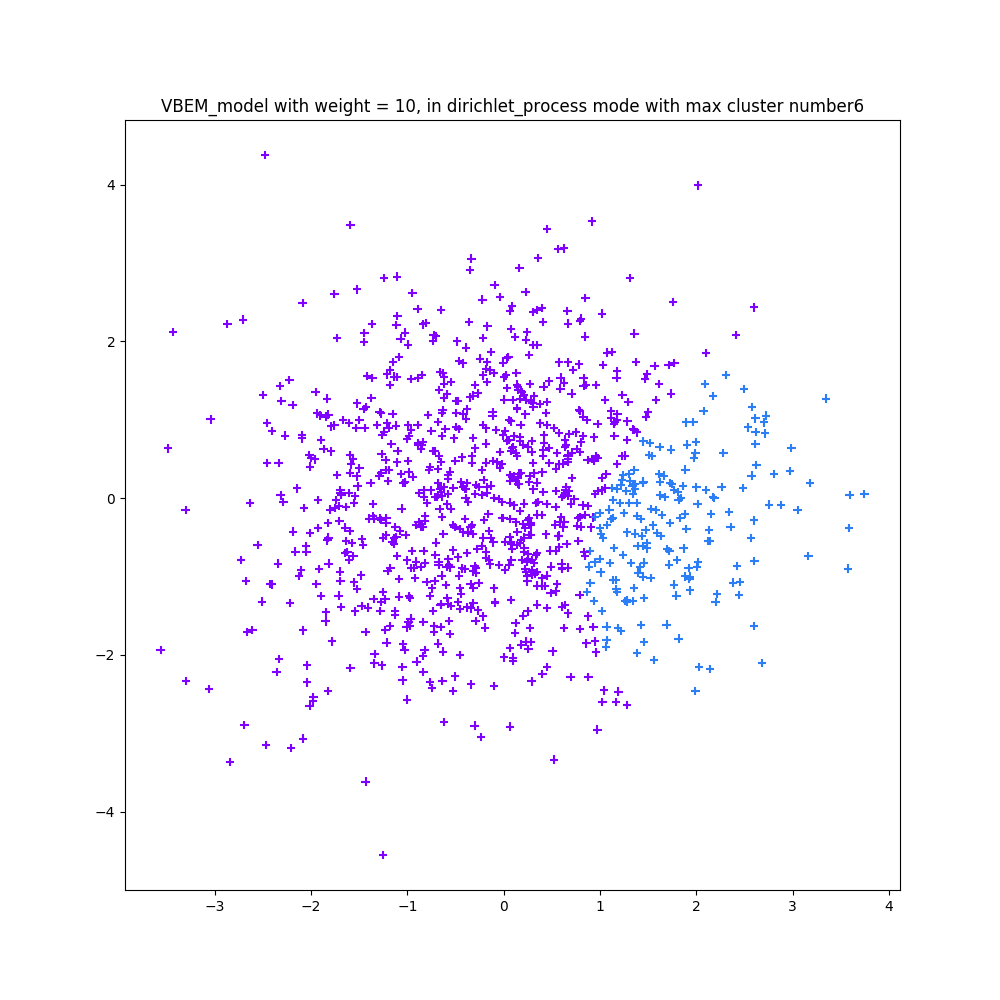 VBEM_model with weight = 10, in dirichlet_process mode with max cluster number6
4
2
0
−2
−4
−3 −2 −1 0 1 2 3 4